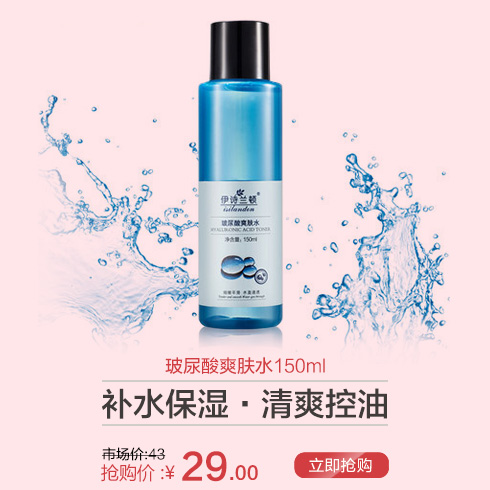 伊诗兰顿®
isilandun
玻尿酸爽肤水
HYALURONIC ACID TONER
净含量:150ml
玻尿酸爽肤水150ml
补水保湿·清爽控油
市场价:43
抢购价:¥ 29.00
立即抢购